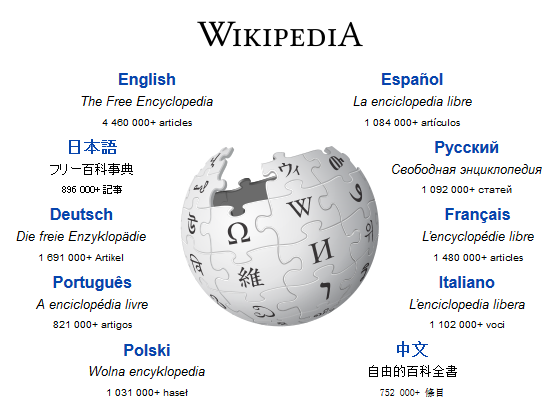 WIKIPEDIA
English
The Free Encyclopedia
4 460 000+ articles
Español
La enciclopedia libre
1 084 000+ artículos
日本語
フリー百科事典
896 000+ 記事
Русский
Свободная энциклопедия
1 092 000+ статей
Deutsch
Die freie Enzyklopädie
1 691 000+ Artikel
Français
L'encyclopédie libre
1 480 000+ articles
Português
A enciclopédia livre
821 000+ artigos
Italiano
L'enciclopedia libera
1 102 000+ voci
Polski
Wolna encyklopedia
1 031 000+ haseł
中文
自由的百科全書
752 000+ 條目
Ω
W
И
維
ウィ